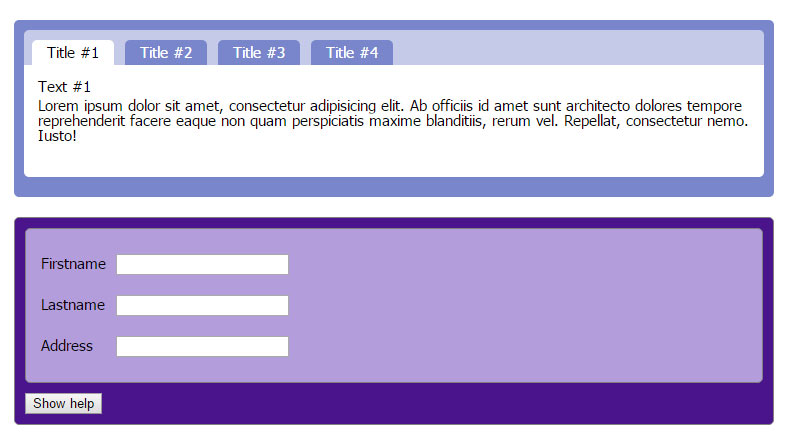 Title #1 Title #2 Title #3 Title #4
Text #1
Lorem ipsum dolor sit amet, consectetur adipisicing elit. Ab officiis id amet sunt architecto dolores tempore
reprehenderit facere eaque non quam perspiciatis maxime blanditiis, rerum vel. Repellat, consectetur nemo.
Iusto!
Firstname
Lastname
Address
Show help